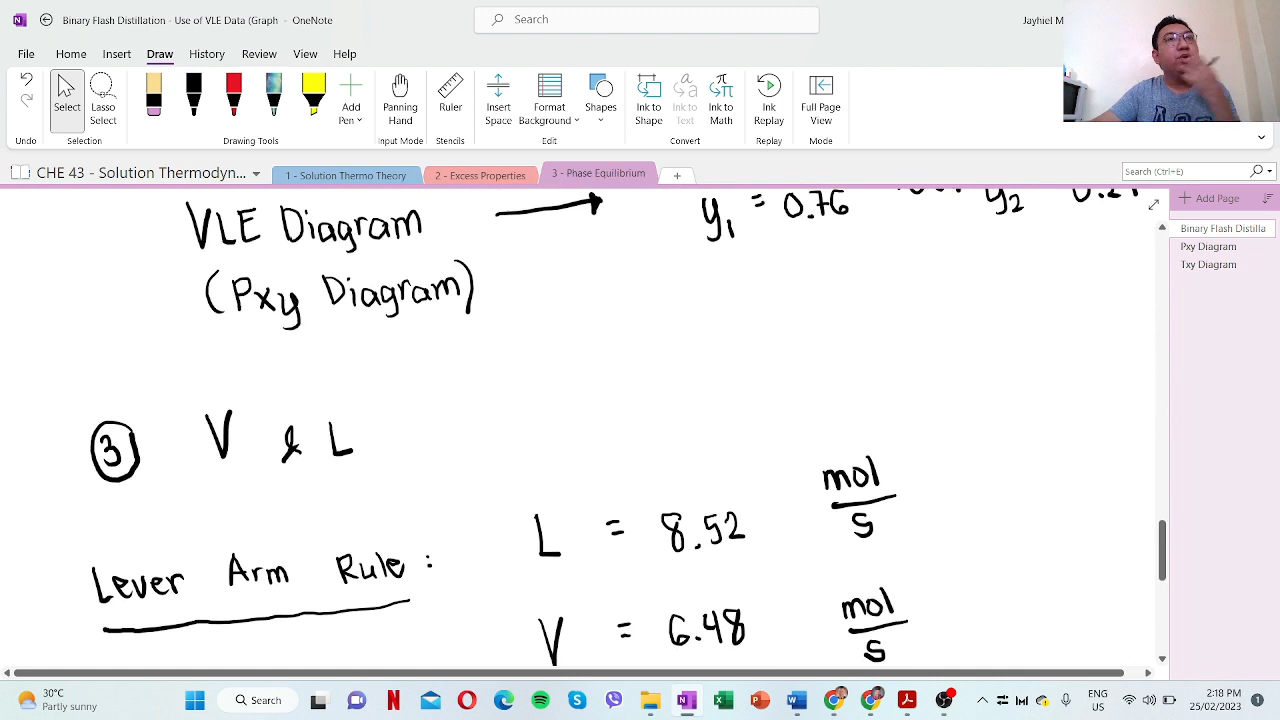 Binary Flash Distillation - Use of VLE Data (Graph - OneNote
Search
Jayhiel M
File Home Insert Draw History Review View Help
Undo
Select
Lasso Select
Selection
Drawing Tools
Add Pen
Panning Hand
Input Mode
Ruler
Stencils
Insert Space
Format Background
Shapes
Edit
Ink to Shape
Ink to Text
Ink to Math
Convert
Ink Replay
Replay
Full Page View
Mode
CHE 43 - Solution Thermodyn...
1 - Solution Thermo Theory
2 - Excess Properties
3 - Phase Equilibrium
Search (Ctrl+E)
Add Page
Binary Flash Distilla
Pxy Diagram
Txy Diagram
VLE Diagram
y1 = 0.76 y2
(Pxy Diagram)
3 V & L
L = 8.52 mol/s
Lever Arm Rule:
V = 6.48 mol/s
30°C
Partly sunny
Search
ENG
US
2:18 PM
25/02/2023
1